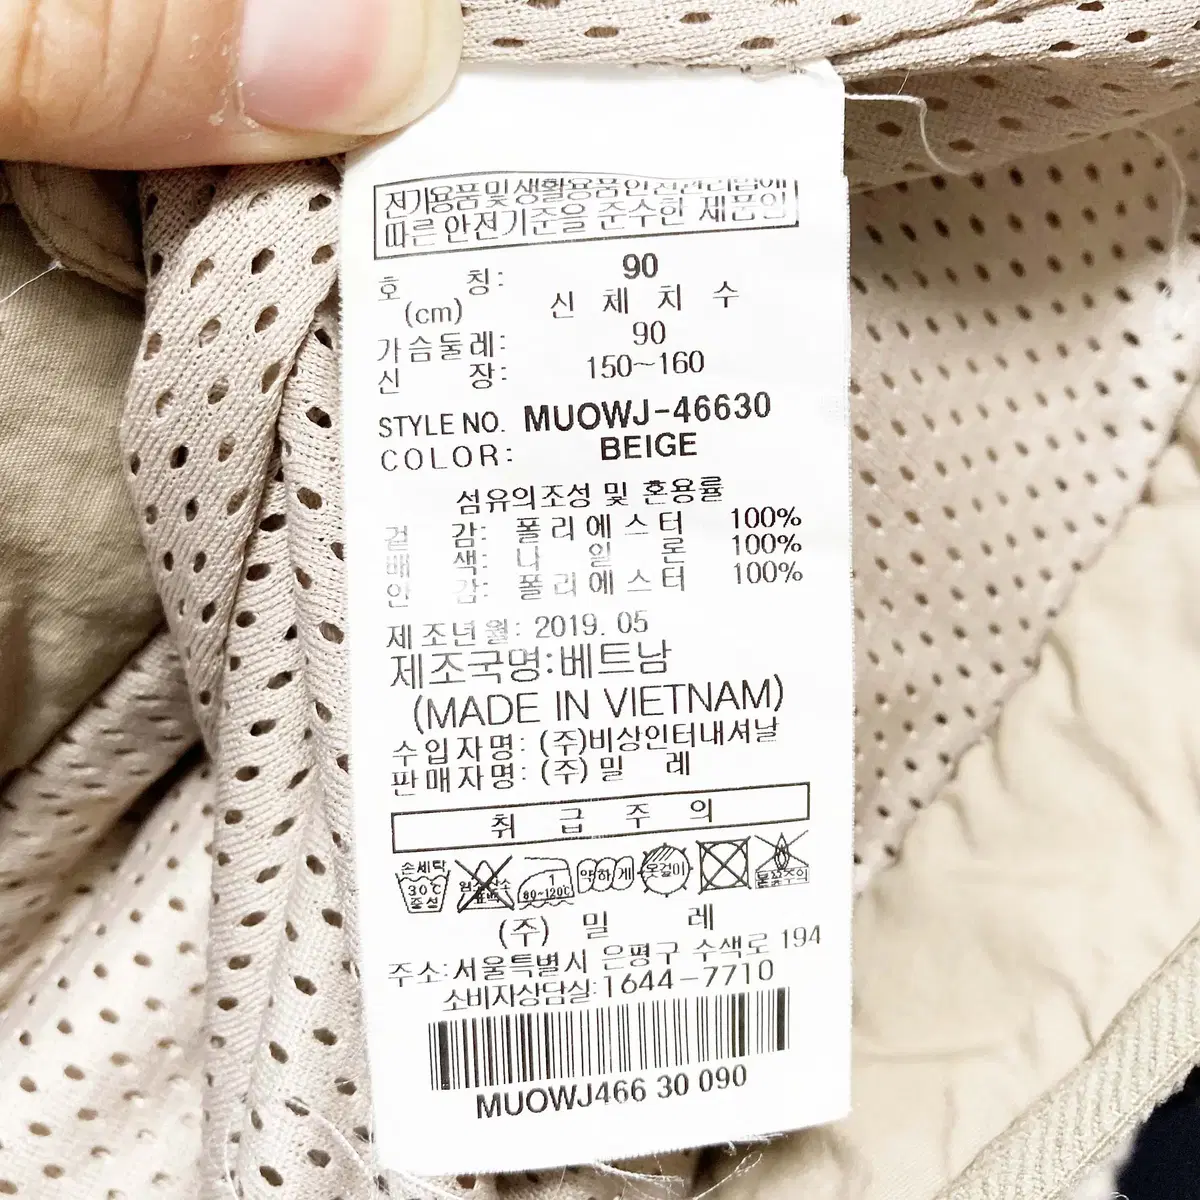 전기용품및생활용품안전관리법에
따른 안전기준을 준수한 제품임
호 칭: 90
(cm) 신 체 치 수
가슴둘레: 90
신 장: 150~160
STYLE NO. MUOWJ-46630
COLOR: BEIGE
섬유의조성 및 혼용률
겉 감: 폴리에스터 100%
배 색: 나 일 론 100%
안 감: 폴리에스터 100%
제조년월: 2019. 05
제조국명:베트남
(MADE IN VIETNAM)
수입자명: (주)비상인터내셔날
판매자명: (주)밀 레
취 급 주 의
손세탁 30℃ 중성 염소산소 표백 1 80~120℃ 약하게 옷걸이
(주) 밀 레
주소:서울특별시 은평구 수색로 194
소비자상담실:1644-7710
MUOWJ466 30 090